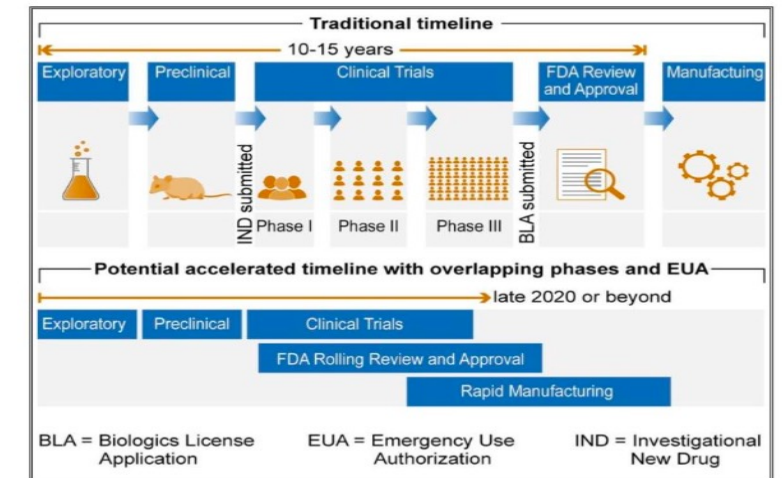 Traditional timeline
10-15 years
Exploratory
Preclinical
Clinical Trials
FDA Review
and Approval
Manufactuing
IND submitted
BLA submitted
Phase I
Phase II
Phase III
Potential accelerated timeline with overlapping phases and EUA
late 2020 or beyond
Exploratory
Preclinical
Clinical Trials
FDA Rolling Review and Approval
Rapid Manufacturing
BLA = Biologics License
Application
EUA = Emergency Use
Authorization
IND = Investigational
New Drug